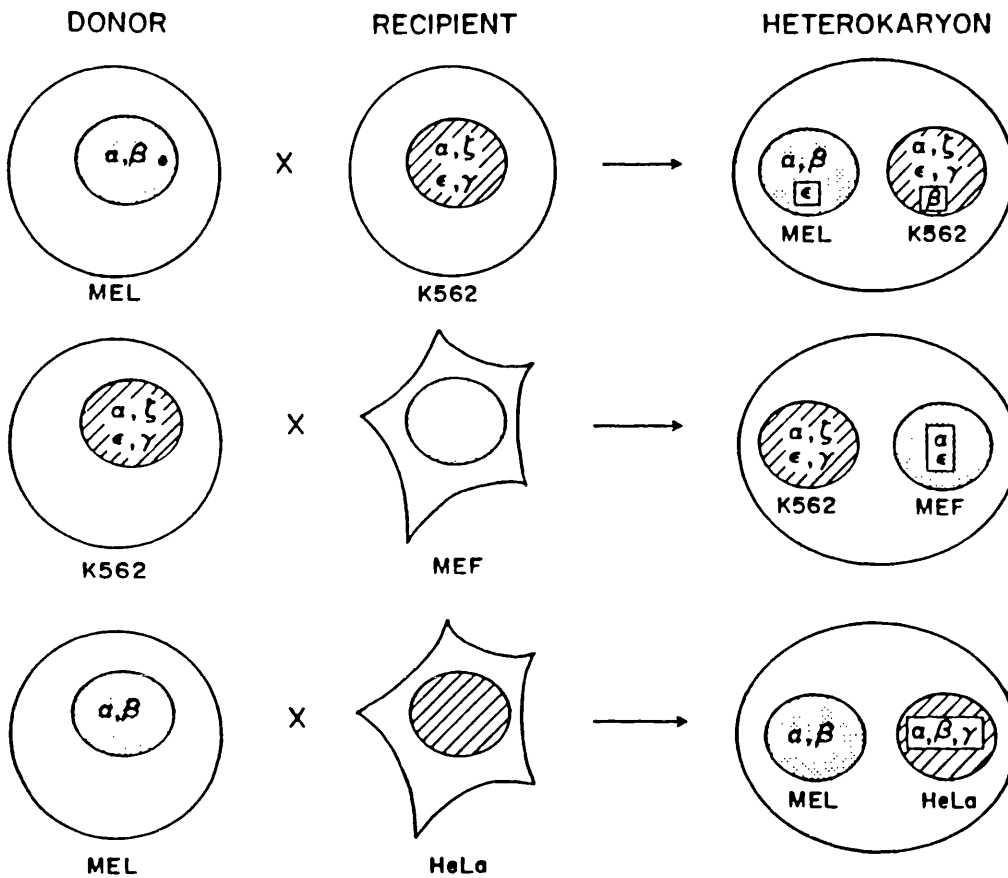 DONOR RECIPIENT HETEROKARYON
α,β X α,ζ α,β α,ζ
ε,γ ε ε,γ
β
MEL K562
MEL K562
α,ζ X α,ζ α
ε,γ ε,γ ε
K562 MEF
K562 MEF
α,β X α,β α,β,γ
MEL HeLa
MEL HeLa